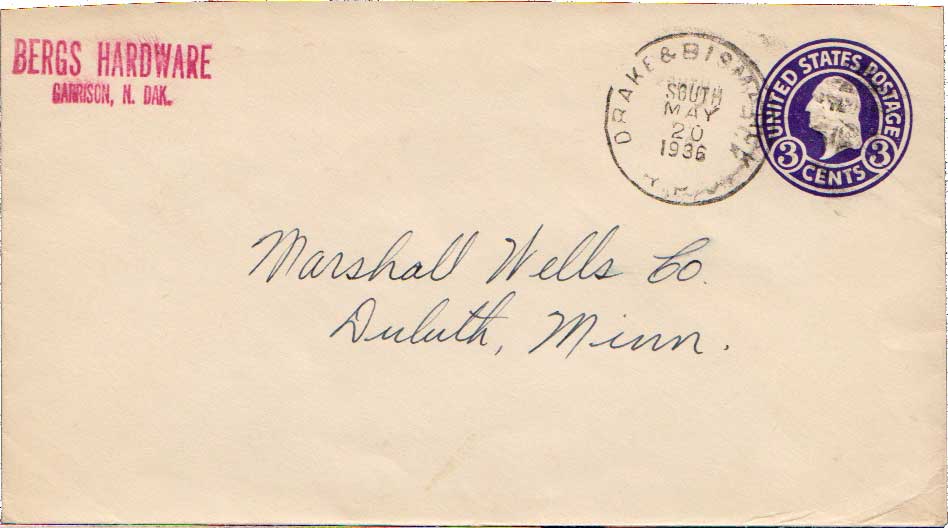 BERGS HARDWARE
GARRISON, N. DAK.
DRAKE & BISMARCK
SOUTH
MAY
20
1936
UNITED STATES POSTAGE
3 CENTS 3
Marshall Wells Co.
Duluth, Minn.